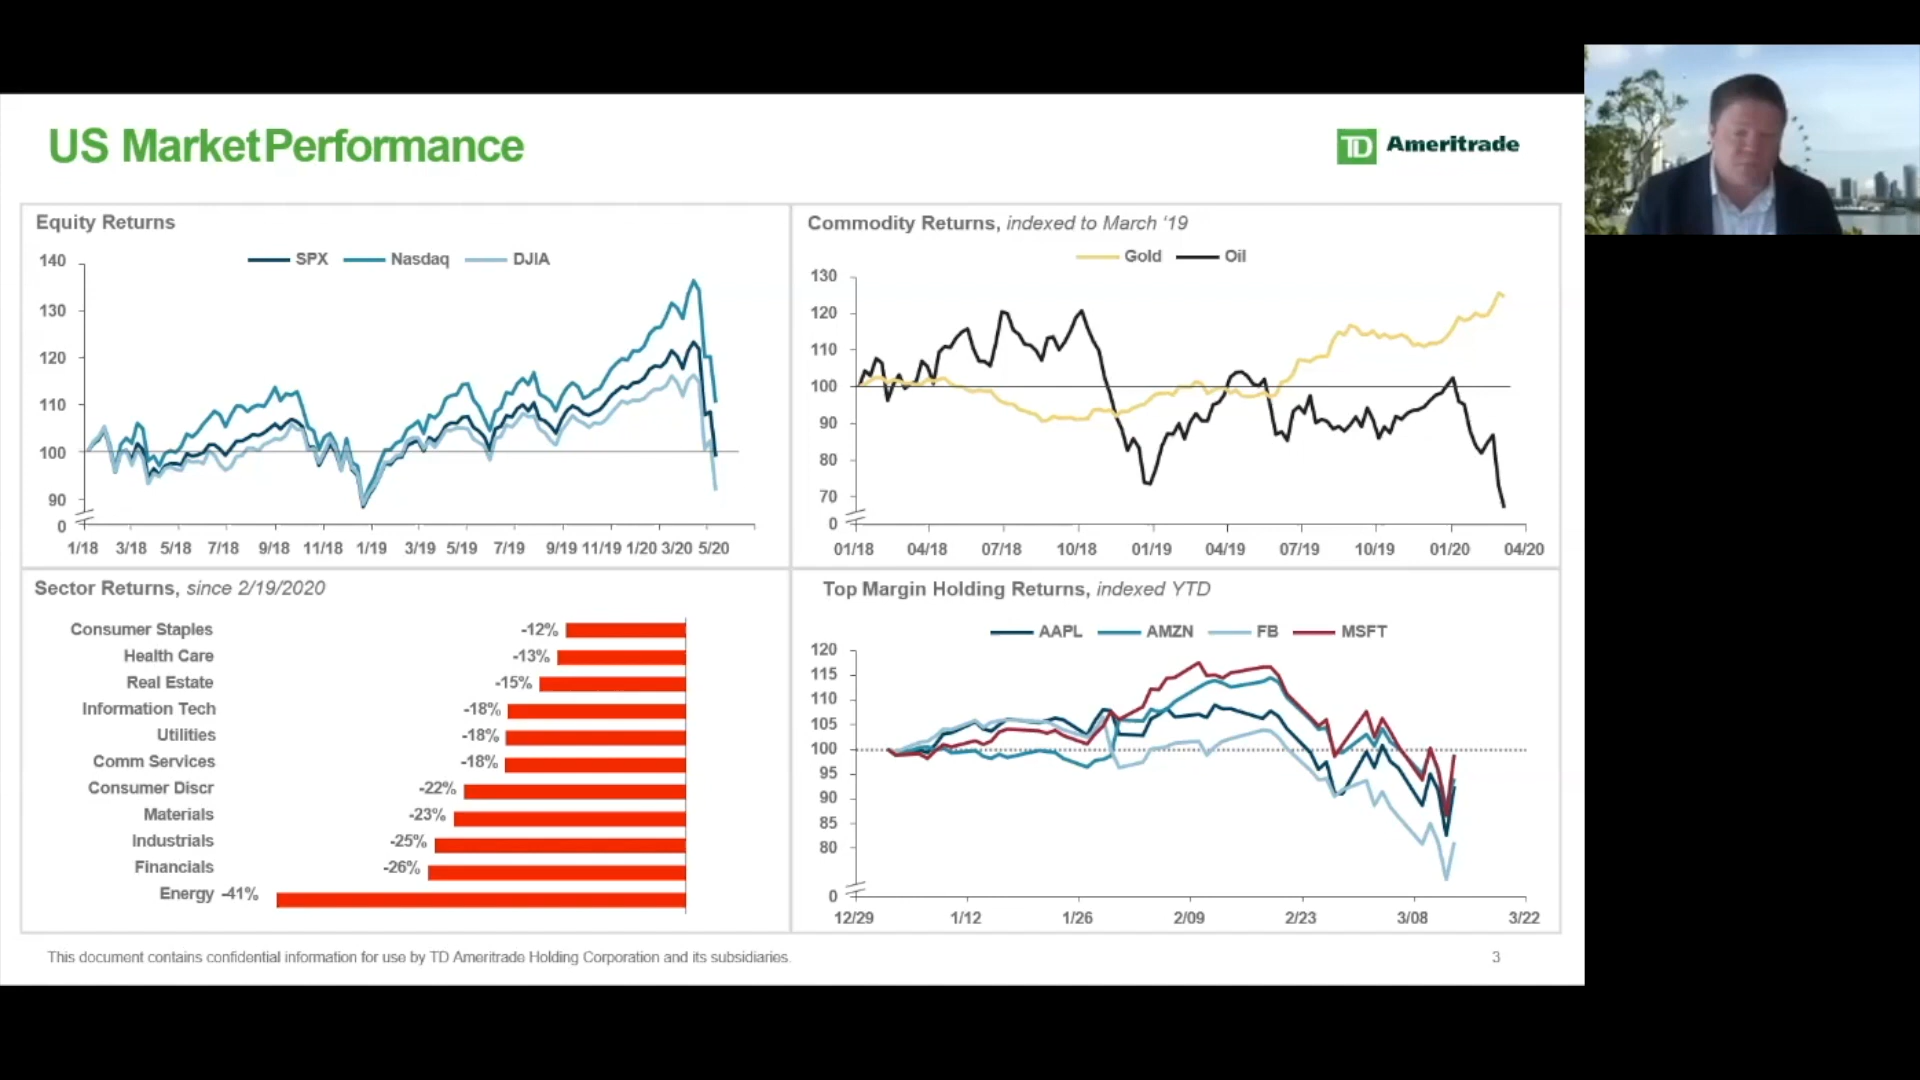 US Market Performance
TD Ameritrade
Equity Returns
SPX Nasdaq DJIA
140
130
120
110
100
90
0
1/18 3/18 5/18 7/18 9/18 11/18 1/19 3/19 5/19 7/19 9/19 11/19 1/20 3/20 5/20
Commodity Returns, indexed to March ‘19
Gold Oil
130
120
110
100
90
80
70
0
01/18 04/18 07/18 10/18 01/19 04/19 07/19 10/19 01/20 04/20
Sector Returns, since 2/19/2020
Consumer Staples -12%
Health Care -13%
Real Estate -15%
Information Tech -18%
Utilities -18%
Comm Services -18%
Consumer Discr -22%
Materials -23%
Industrials -25%
Financials -26%
Energy -41%
Top Margin Holding Returns, indexed YTD
AAPL AMZN FB MSFT
120
115
110
105
100
95
90
85
80
0
12/29 1/12 1/26 2/09 2/23 3/08 3/22
This document contains confidential information for use by TD Ameritrade Holding Corporation and its subsidiaries.
3